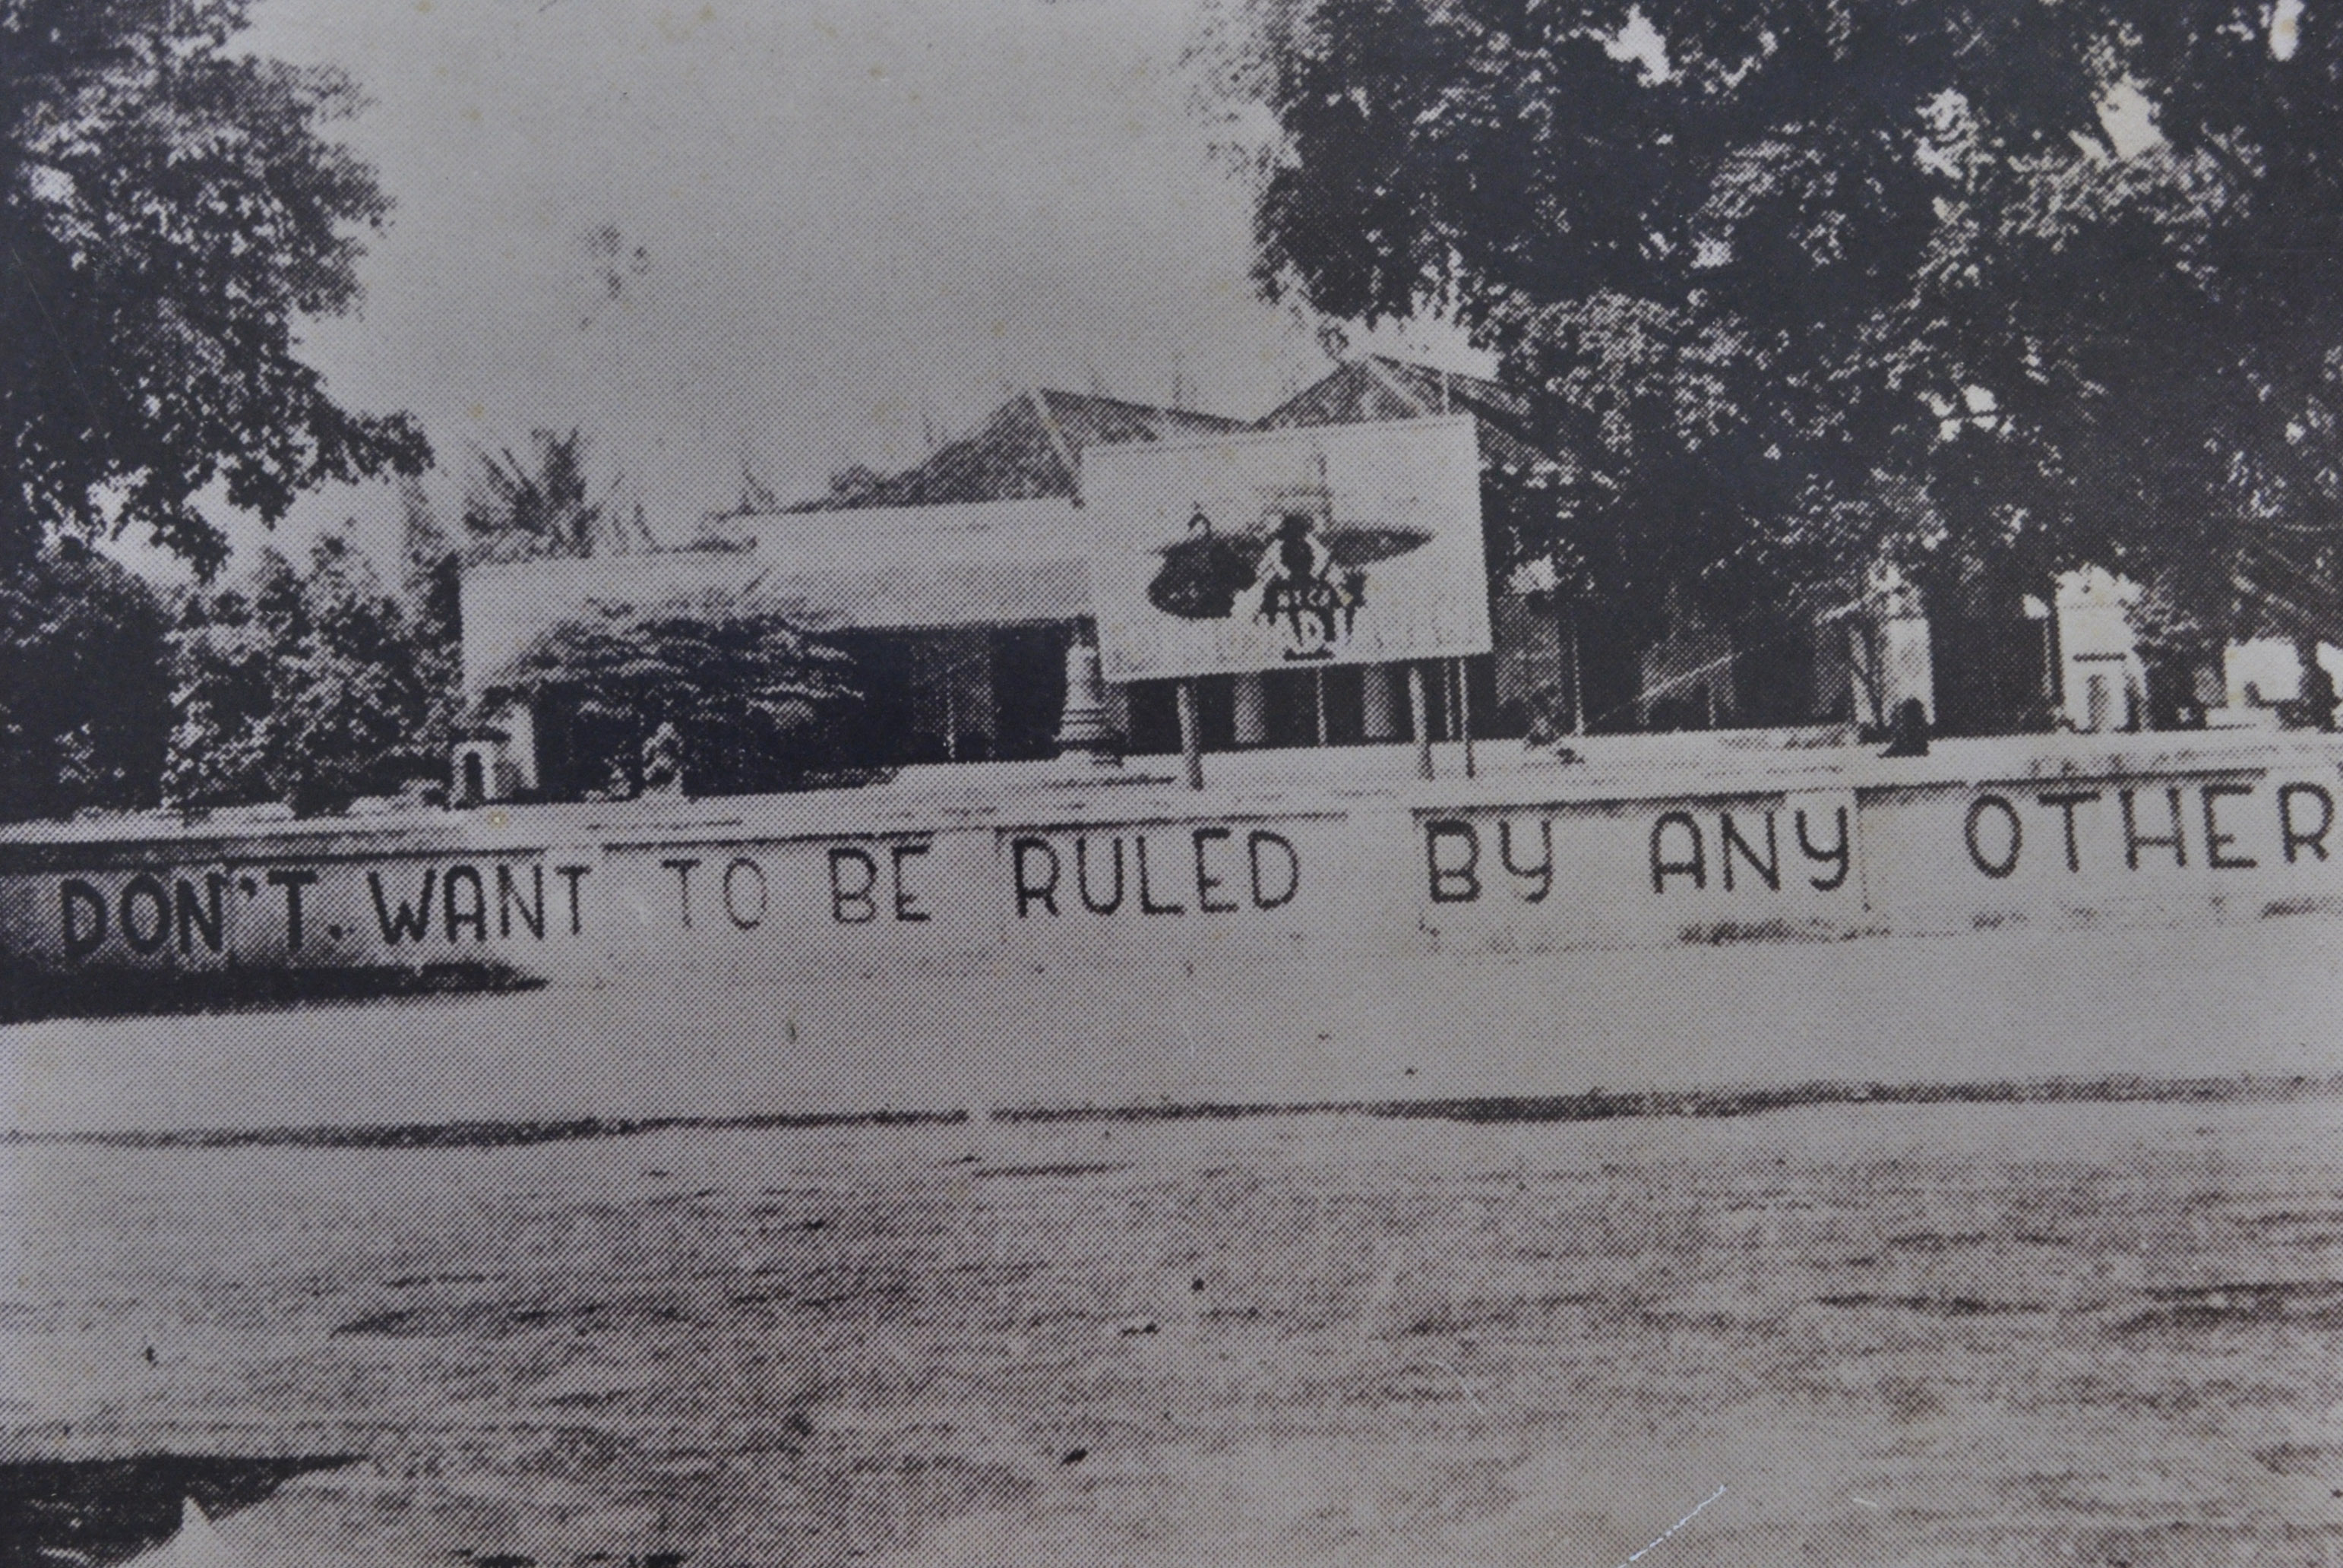 DON'T WANT TO BE RULED BY ANY OTHER